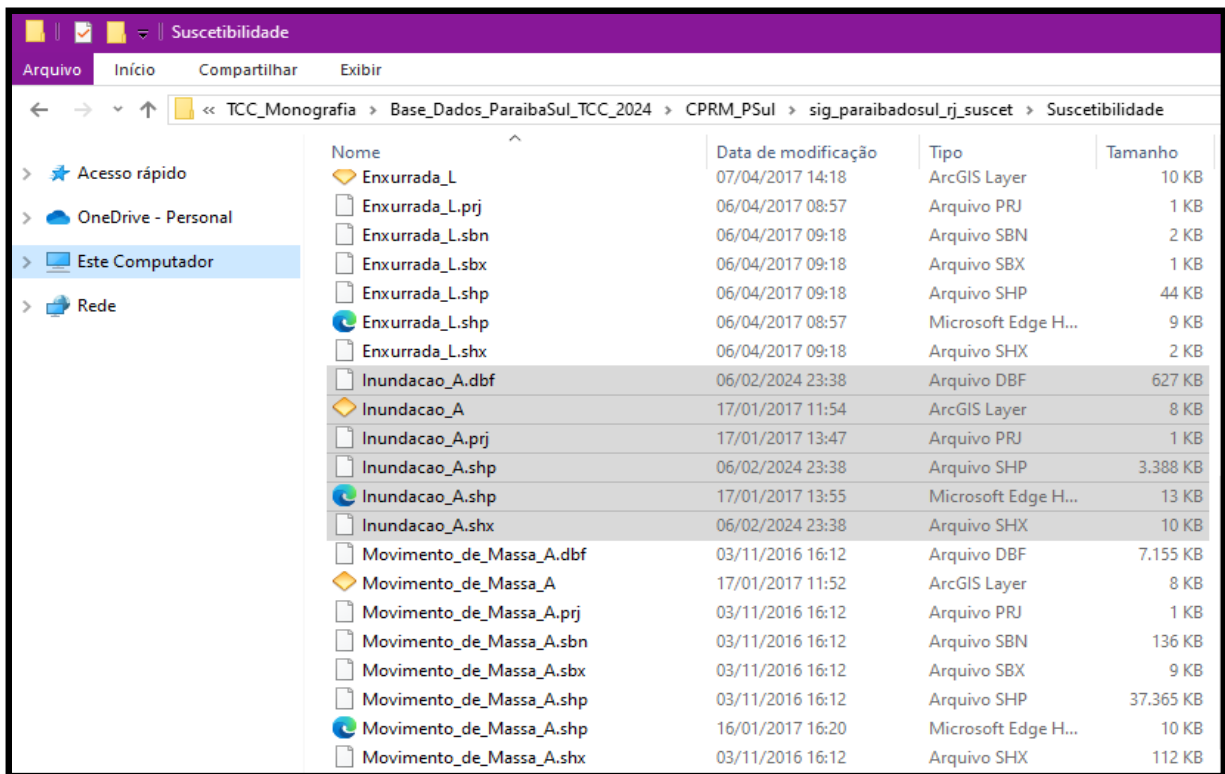 Suscetibilidade
Arquivo Início Compartilhar Exibir
« TCC_Monografia > Base_Dados_ParaibaSul_TCC_2024 > CPRM_PSul > sig_paraibadosul_rj_suscet > Suscetibilidade
Acesso rápido
OneDrive - Personal
Este Computador
Rede
Nome Data de modificação Tipo Tamanho
Enxurrada_L 07/04/2017 14:18 ArcGIS Layer 10 KB
Enxurrada_L.prj 06/04/2017 08:57 Arquivo PRJ 1 KB
Enxurrada_L.sbn 06/04/2017 09:18 Arquivo SBN 2 KB
Enxurrada_L.sbx 06/04/2017 09:18 Arquivo SBX 1 KB
Enxurrada_L.shp 06/04/2017 09:18 Arquivo SHP 44 KB
Enxurrada_L.shp 06/04/2017 08:57 Microsoft Edge H... 9 KB
Enxurrada_L.shx 06/04/2017 09:18 Arquivo SHX 2 KB
Inundacao_A.dbf 06/02/2024 23:38 Arquivo DBF 627 KB
Inundacao_A 17/01/2017 11:54 ArcGIS Layer 8 KB
Inundacao_A.prj 17/01/2017 13:47 Arquivo PRJ 1 KB
Inundacao_A.shp 06/02/2024 23:38 Arquivo SHP 3.388 KB
Inundacao_A.shp 17/01/2017 13:55 Microsoft Edge H... 13 KB
Inundacao_A.shx 06/02/2024 23:38 Arquivo SHX 10 KB
Movimento_de_Massa_A.dbf 03/11/2016 16:12 Arquivo DBF 7.155 KB
Movimento_de_Massa_A 17/01/2017 11:52 ArcGIS Layer 8 KB
Movimento_de_Massa_A.prj 03/11/2016 16:12 Arquivo PRJ 1 KB
Movimento_de_Massa_A.sbn 03/11/2016 16:12 Arquivo SBN 136 KB
Movimento_de_Massa_A.sbx 03/11/2016 16:12 Arquivo SBX 9 KB
Movimento_de_Massa_A.shp 03/11/2016 16:12 Arquivo SHP 37.365 KB
Movimento_de_Massa_A.shp 16/01/2017 16:20 Microsoft Edge H... 10 KB
Movimento_de_Massa_A.shx 03/11/2016 16:12 Arquivo SHX 112 KB